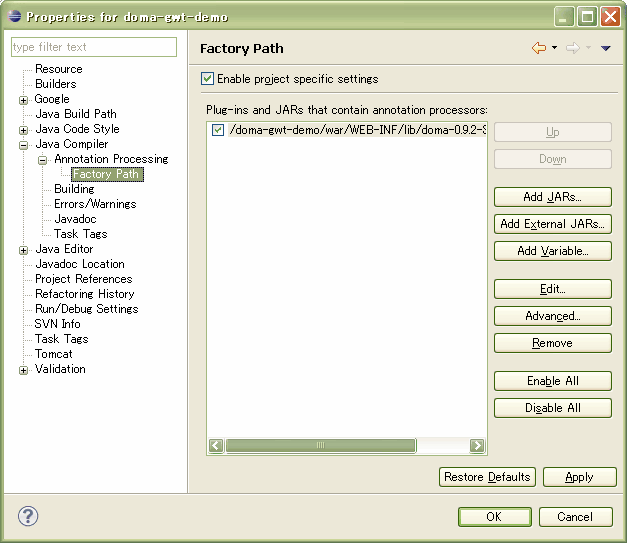 Properties for doma-gwt-demo
type filter text
Resource
Builders
Google
Java Build Path
Java Code Style
Java Compiler
Annotation Processing
Factory Path
Building
Errors/Warnings
Javadoc
Task Tags
Java Editor
Javadoc Location
Project References
Refactoring History
Run/Debug Settings
SVN Info
Task Tags
Tomcat
Validation
Factory Path
Enable project specific settings
Plug-ins and JARs that contain annotation processors:
/doma-gwt-demo/war/WEB-INF/lib/doma-0.9.2-S
Up
Down
Add JARs...
Add External JARs...
Add Variable...
Edit...
Advanced...
Remove
Enable All
Disable All
Restore Defaults
Apply
?
OK
Cancel